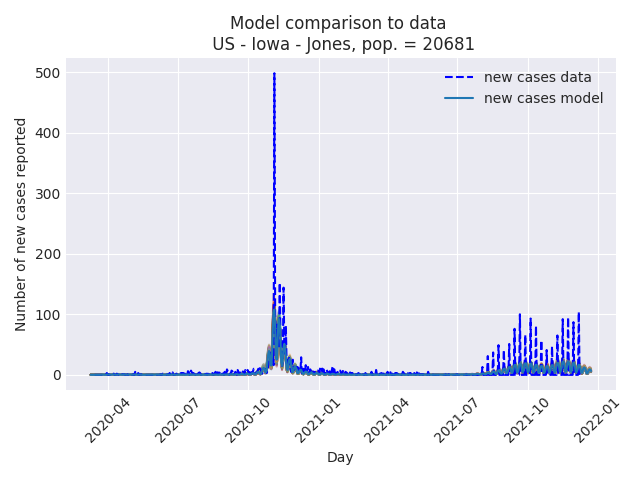 Model comparison to data
US - Iowa - Jones, pop. = 20681
new cases data
new cases model
Number of new cases reported
500
400
300
200
100
0
2020-04
2020-07
2020-10
2021-01
2021-04
2021-07
2021-10
2022-01
Day